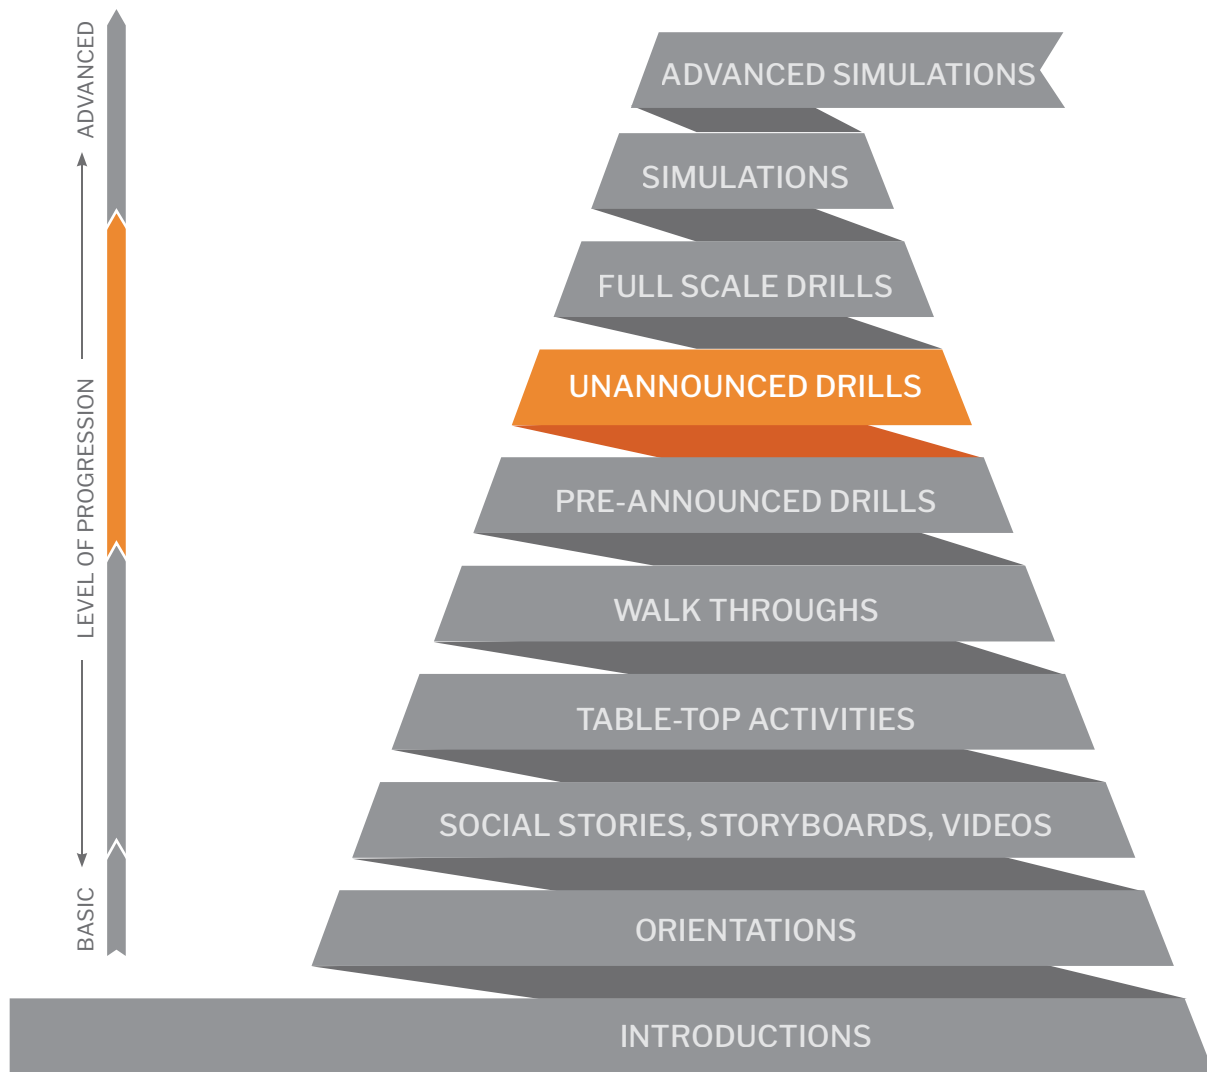 ADVANCED
LEVEL OF PROGRESSION
BASIC
ADVANCED SIMULATIONS
SIMULATIONS
FULL SCALE DRILLS
UNANNOUNCED DRILLS
PRE-ANNOUNCED DRILLS
WALK THROUGHS
TABLE-TOP ACTIVITIES
SOCIAL STORIES, STORYBOARDS, VIDEOS
ORIENTATIONS
INTRODUCTIONS